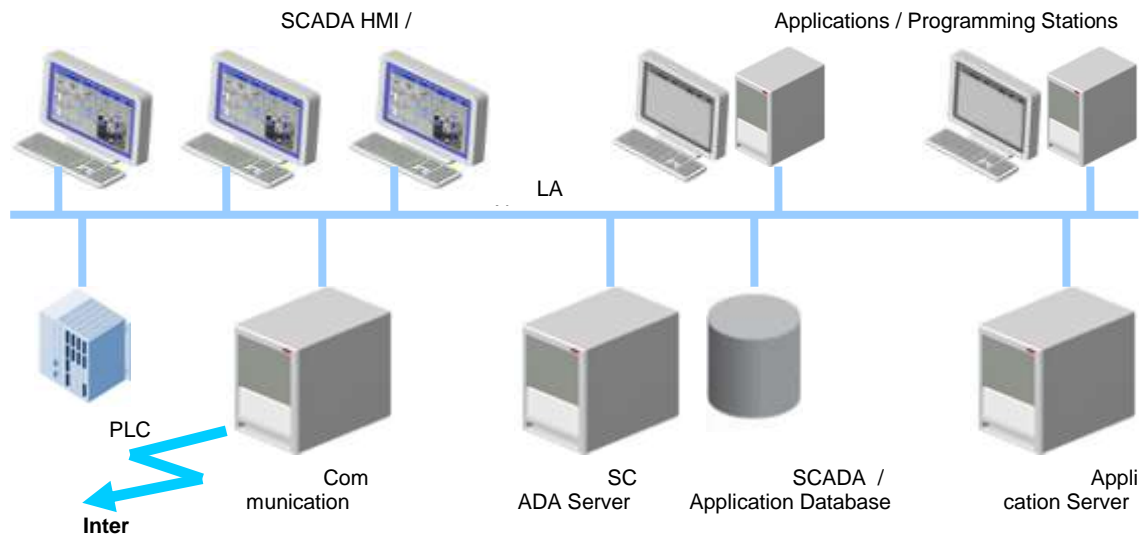 SCADA HMI /
Applications / Programming Stations
LA
PLC
Com
munication
SC
ADA Server
SCADA /
Application Database
Appli
cation Server
Inter